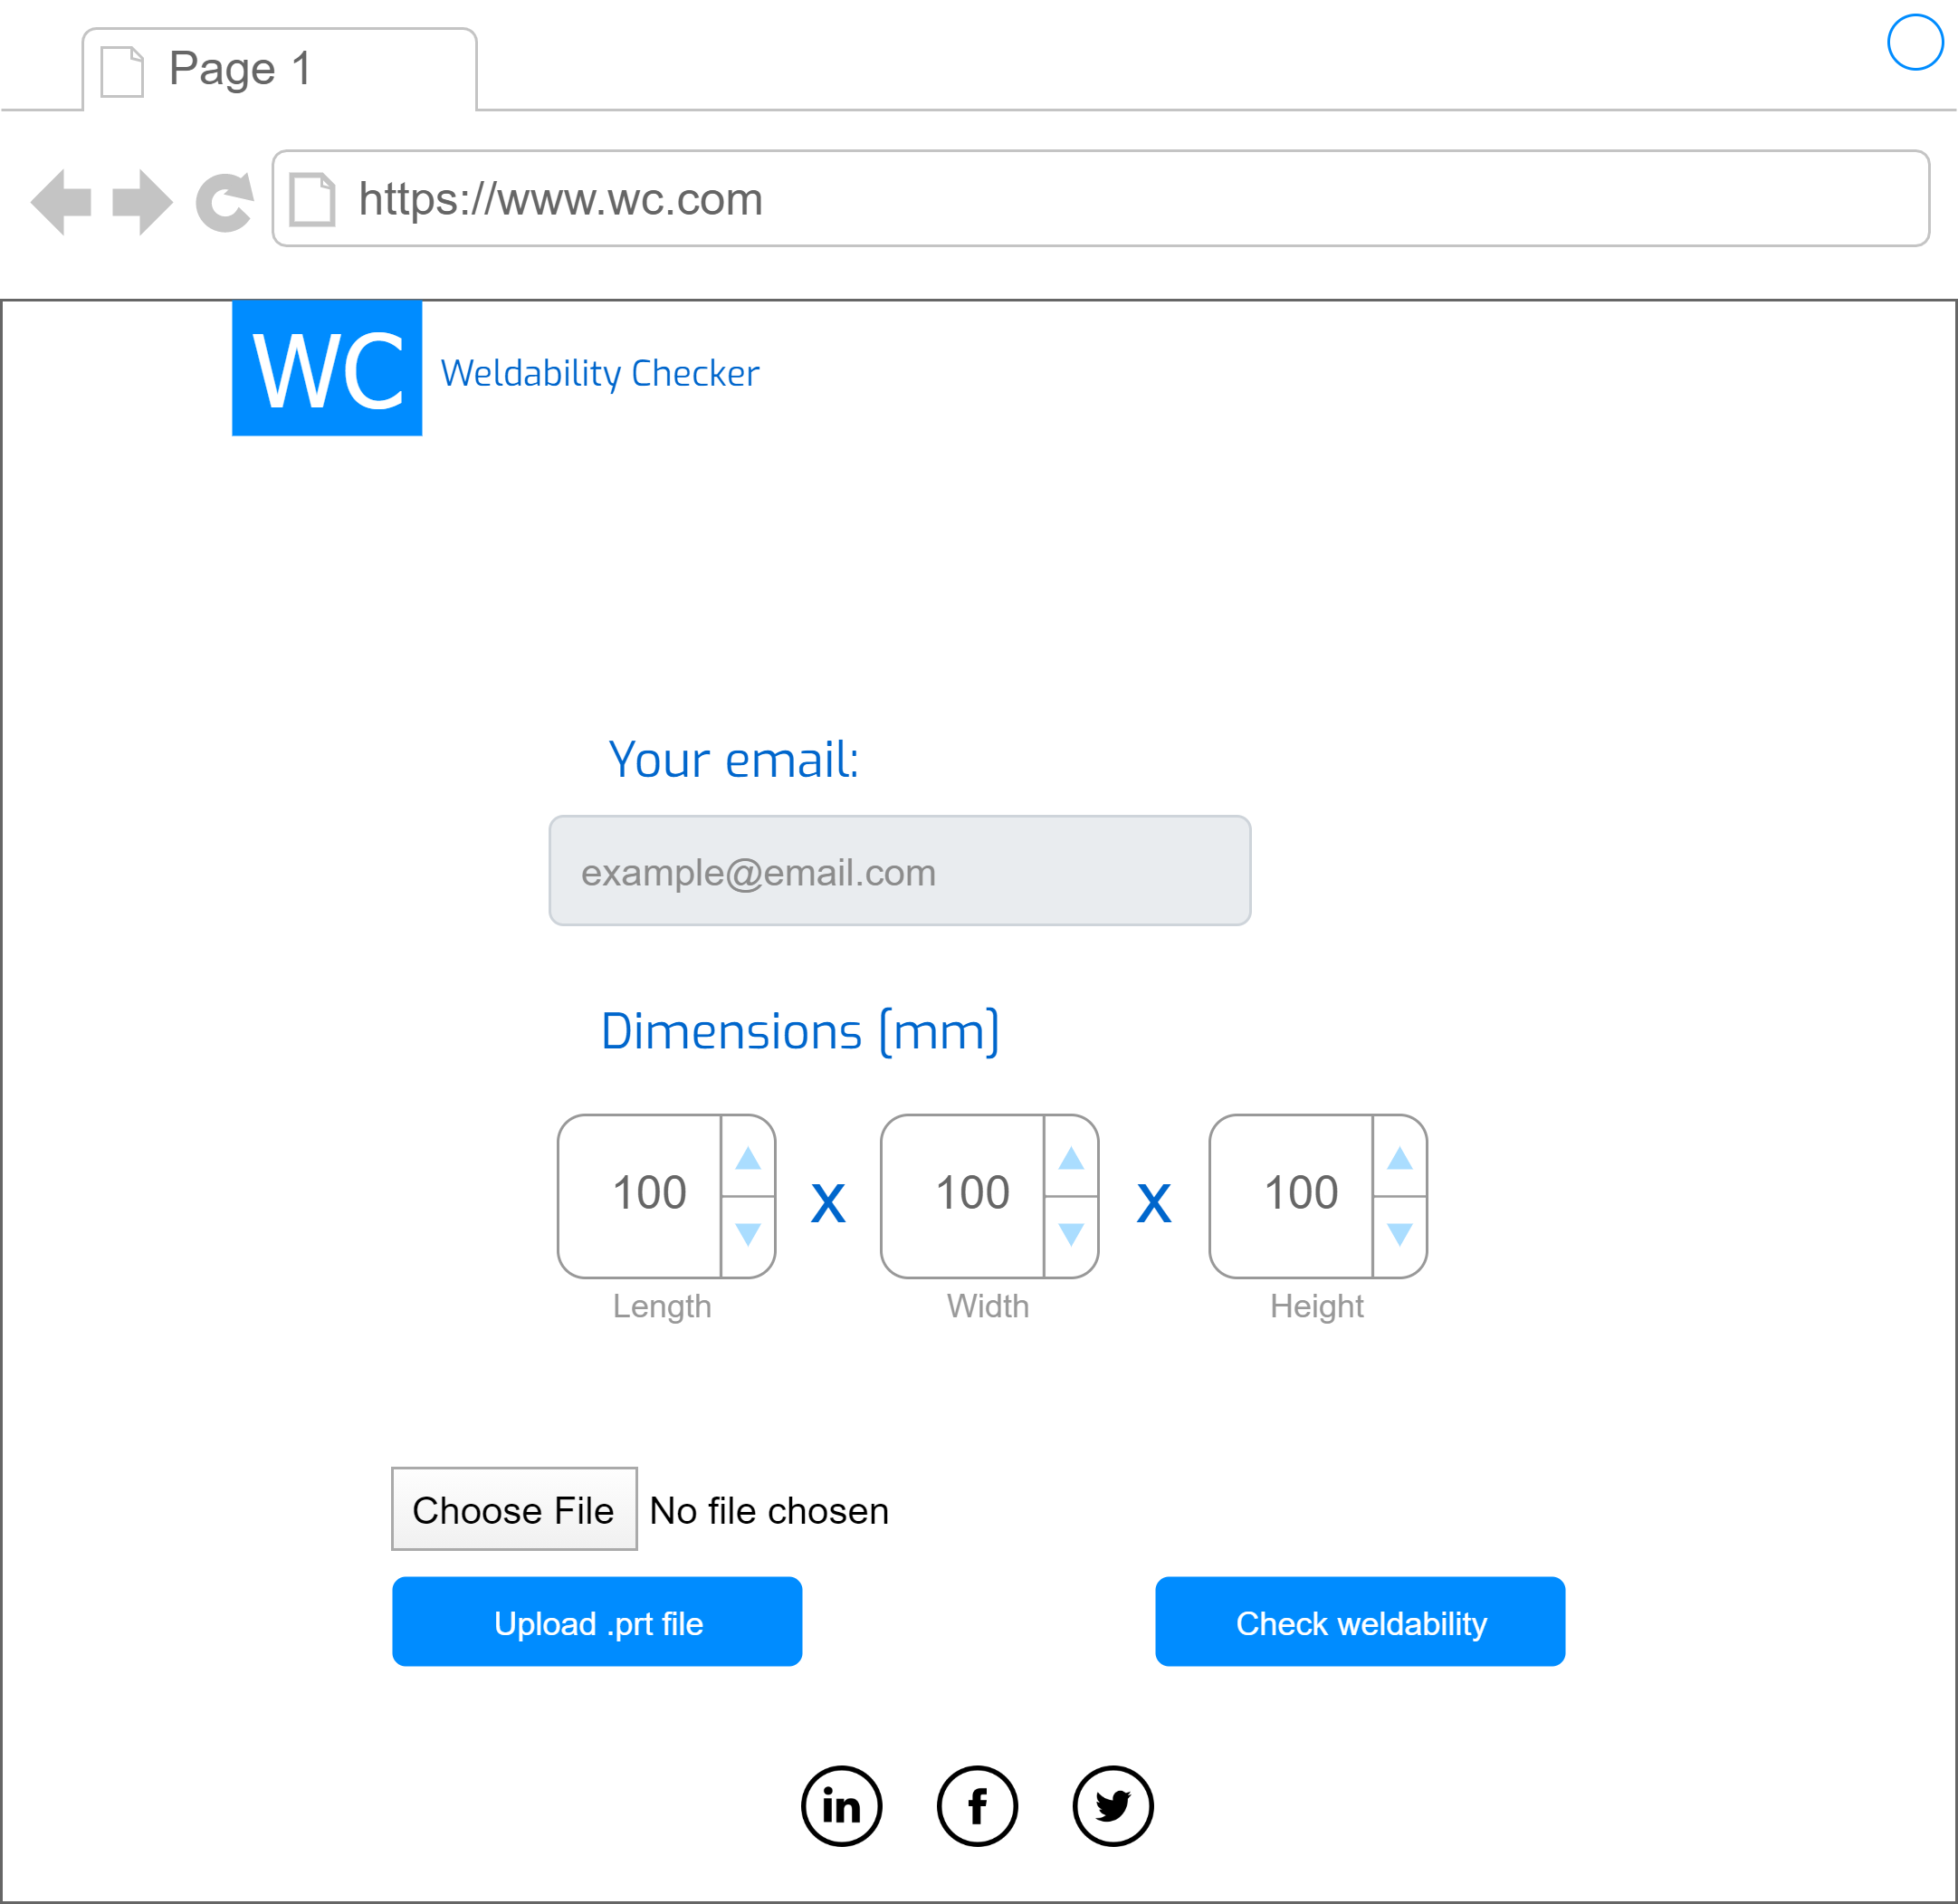 Page 1
https://www.wc.com
WC
Weldability Checker
Your email:
example@email.com
Dimensions (mm)
100 x 100 x 100
Length Width Height
Choose File No file chosen
Upload .prt file Check weldability
in f